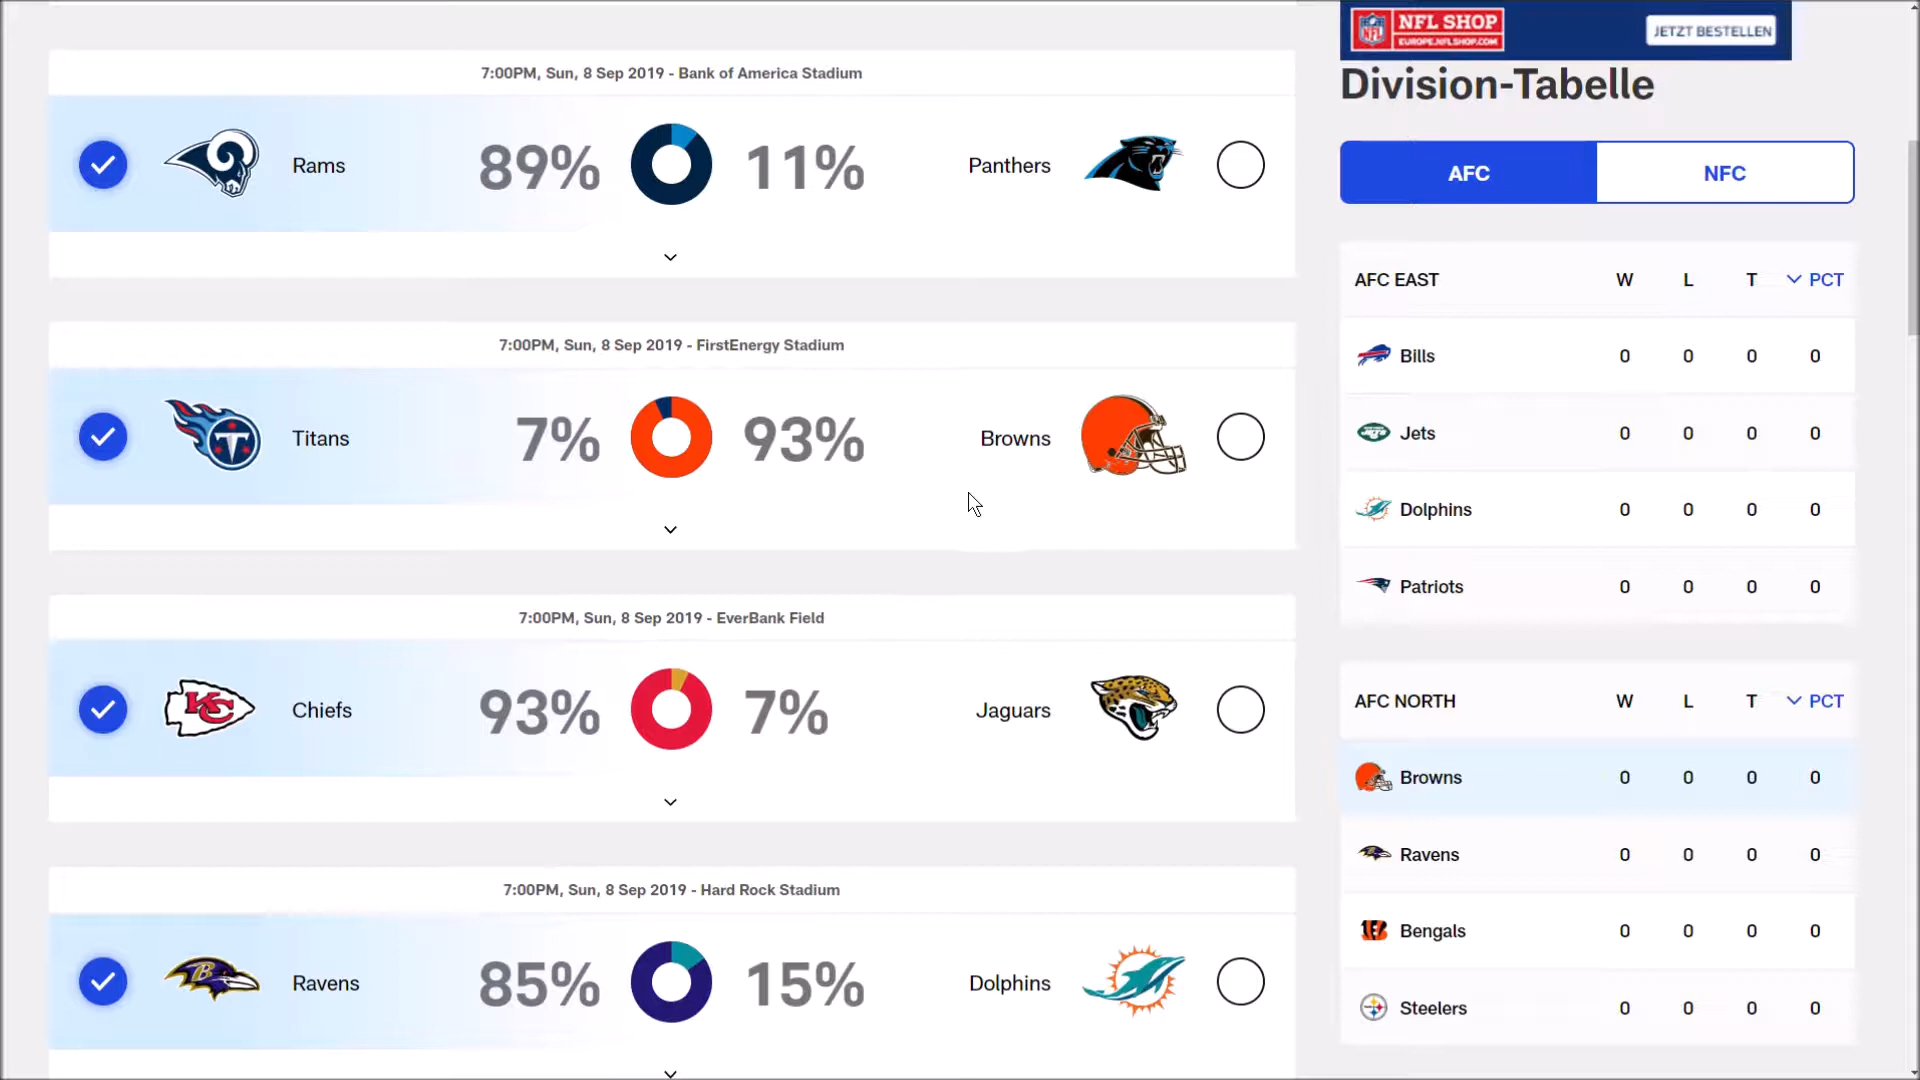 NFL SHOP
EUROPE.NFLSHOP.COM
JETZT BESTELLEN
7:00PM, Sun, 8 Sep 2019 - Bank of America Stadium
Rams 89% 11% Panthers
7:00PM, Sun, 8 Sep 2019 - FirstEnergy Stadium
Titans 7% 93% Browns
7:00PM, Sun, 8 Sep 2019 - EverBank Field
Chiefs 93% 7% Jaguars
7:00PM, Sun, 8 Sep 2019 - Hard Rock Stadium
Ravens 85% 15% Dolphins
Division-Tabelle
AFC NFC
AFC EAST W L T PCT
Bills 0 0 0 0
Jets 0 0 0 0
Dolphins 0 0 0 0
Patriots 0 0 0 0
AFC NORTH W L T PCT
Browns 0 0 0 0
Ravens 0 0 0 0
Bengals 0 0 0 0
Steelers 0 0 0 0